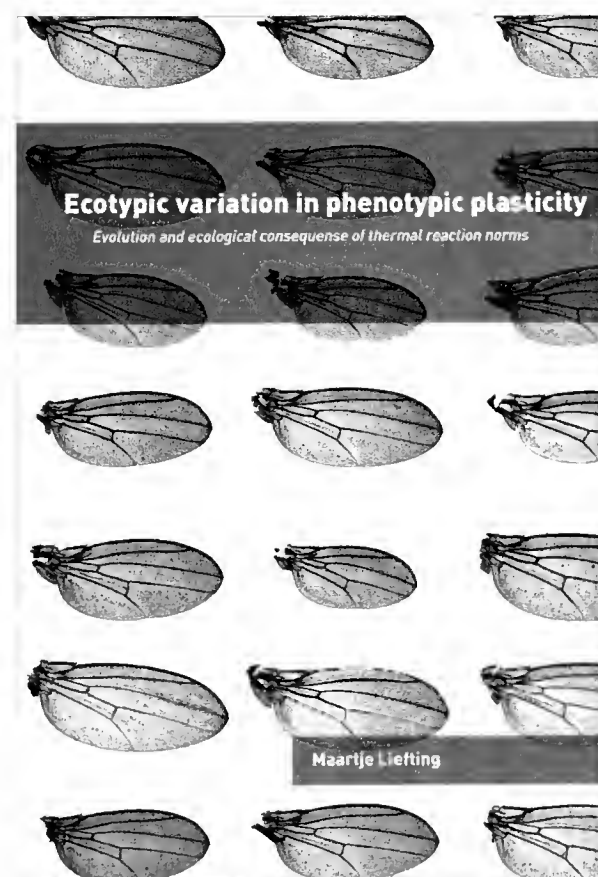 Ecotypic variation in phenotypic plasticity
Evolution and ecological consequense of thermal reaction norms
Maartje Liefting